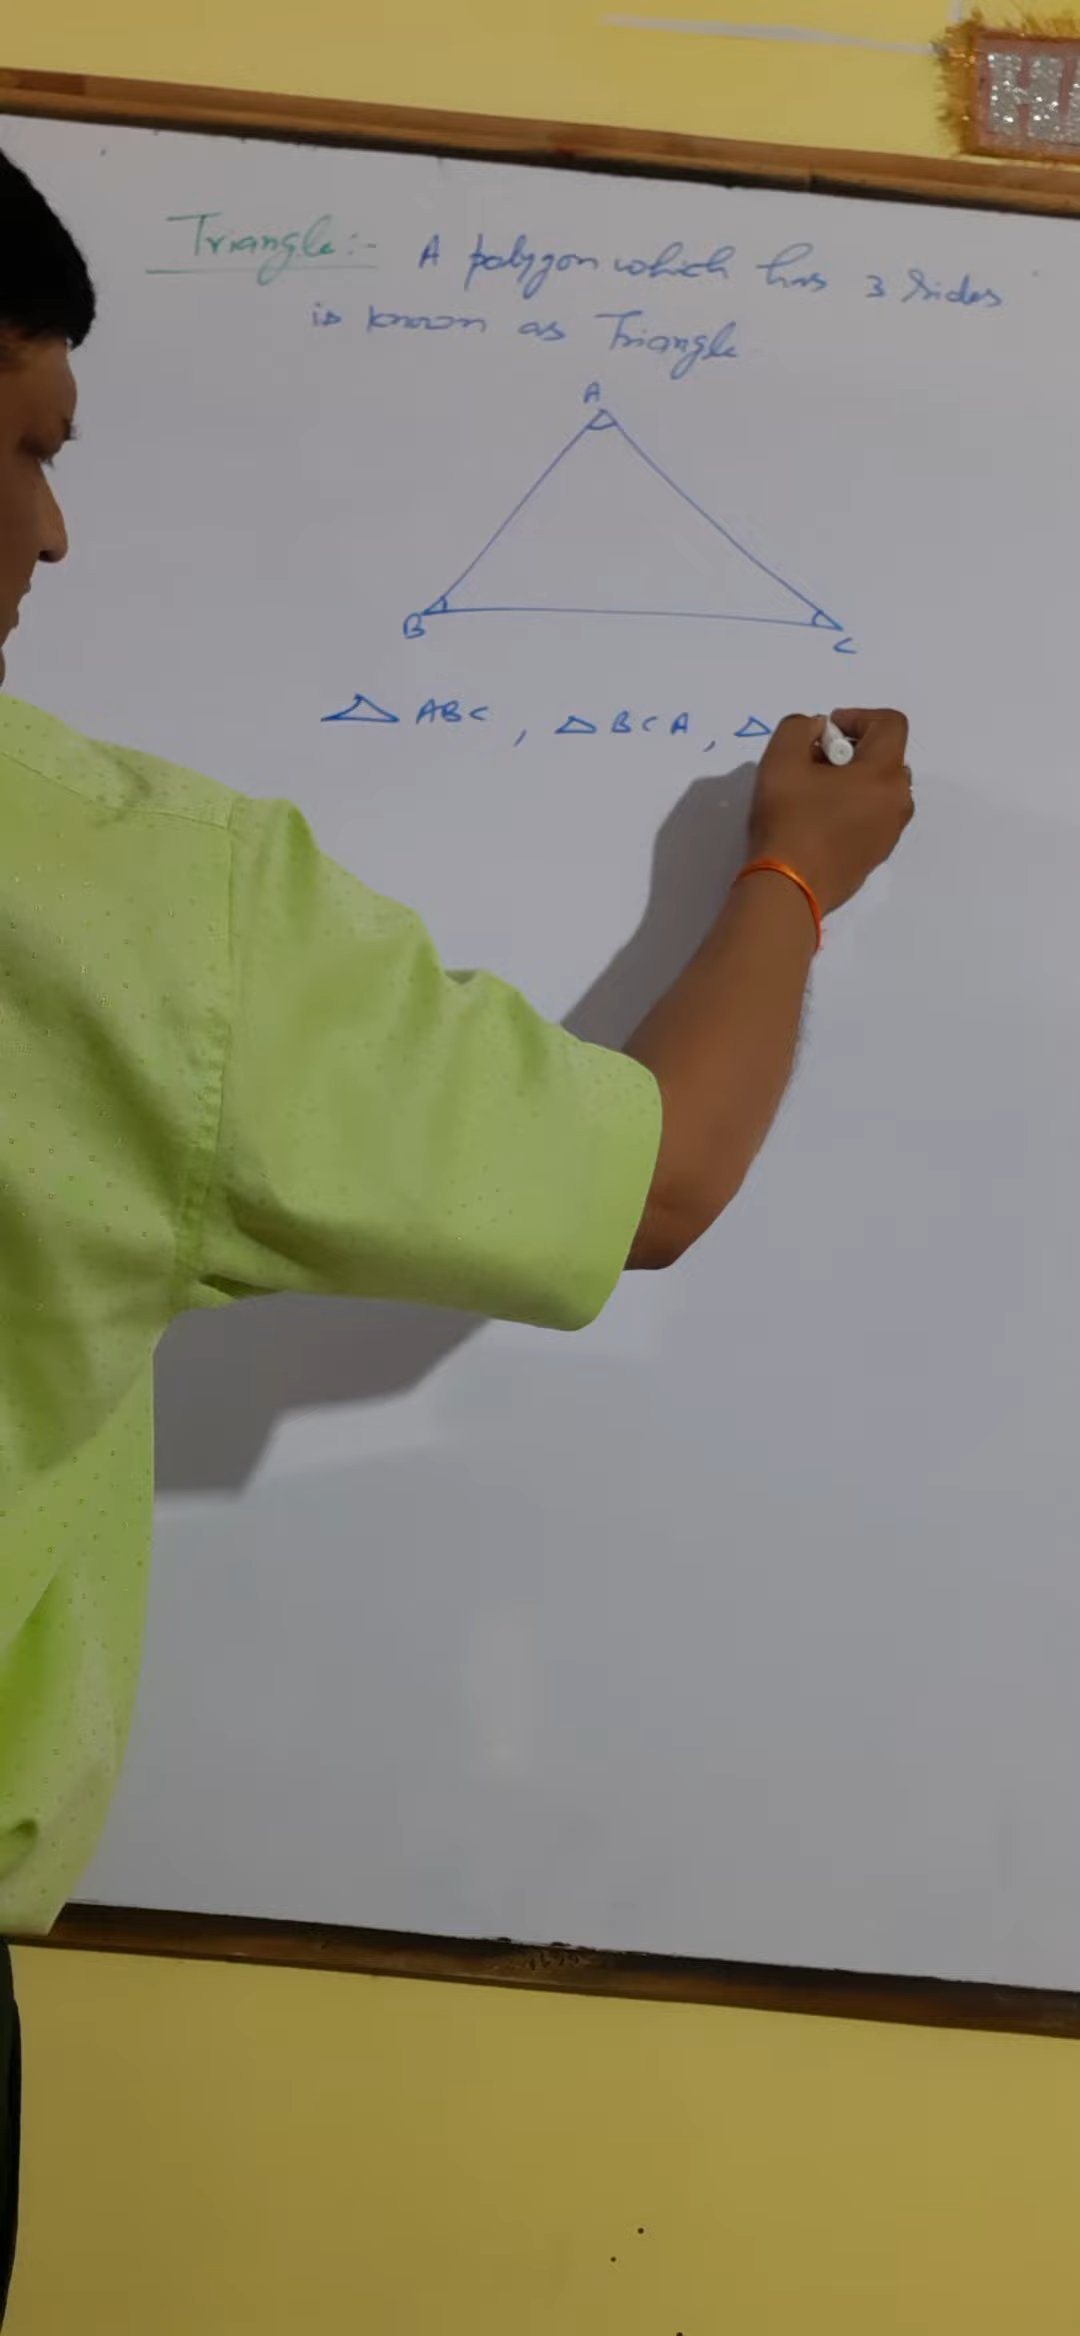 Triangle:- A polygon which has 3 sides
is known as Triangle
A
B
C
△ ABC, △ BCA, △